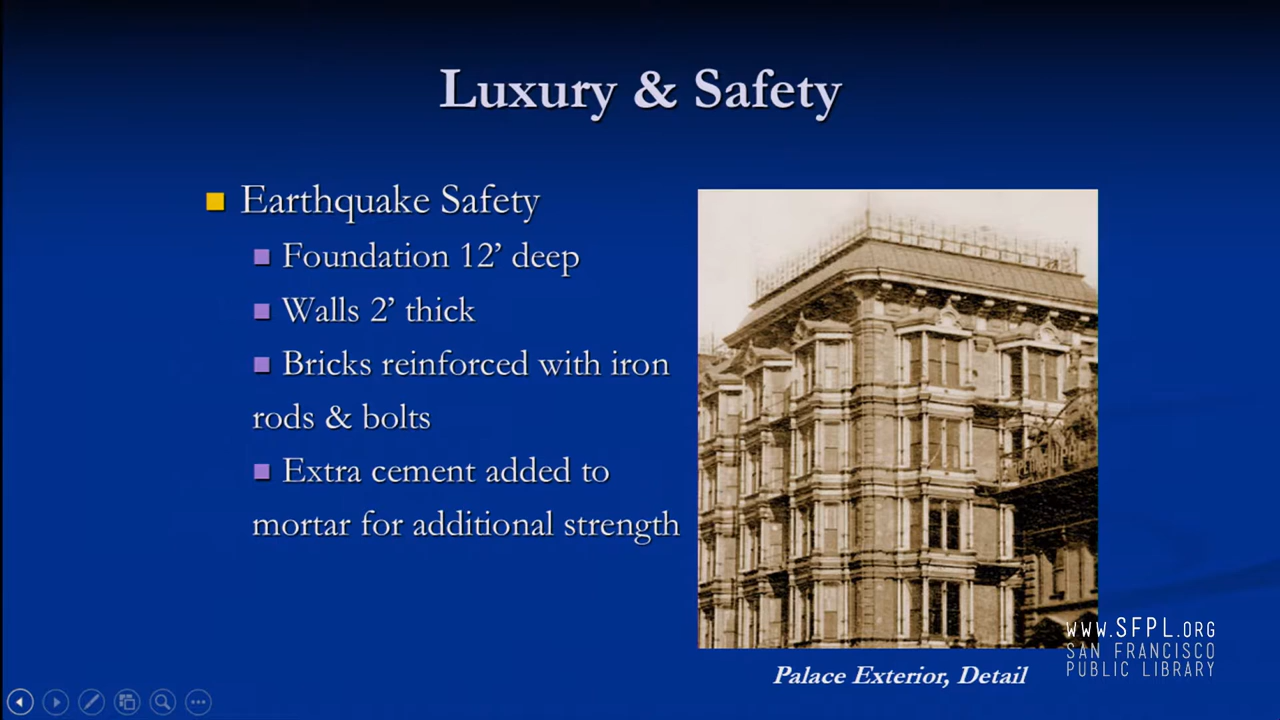 Luxury & Safety
Earthquake Safety
Foundation 12’ deep
Walls 2’ thick
Bricks reinforced with iron
rods & bolts
Extra cement added to
mortar for additional strength
Palace Exterior, Detail
www.SFPL.ORG
SAN FRANCISCO
PUBLIC LIBRARY